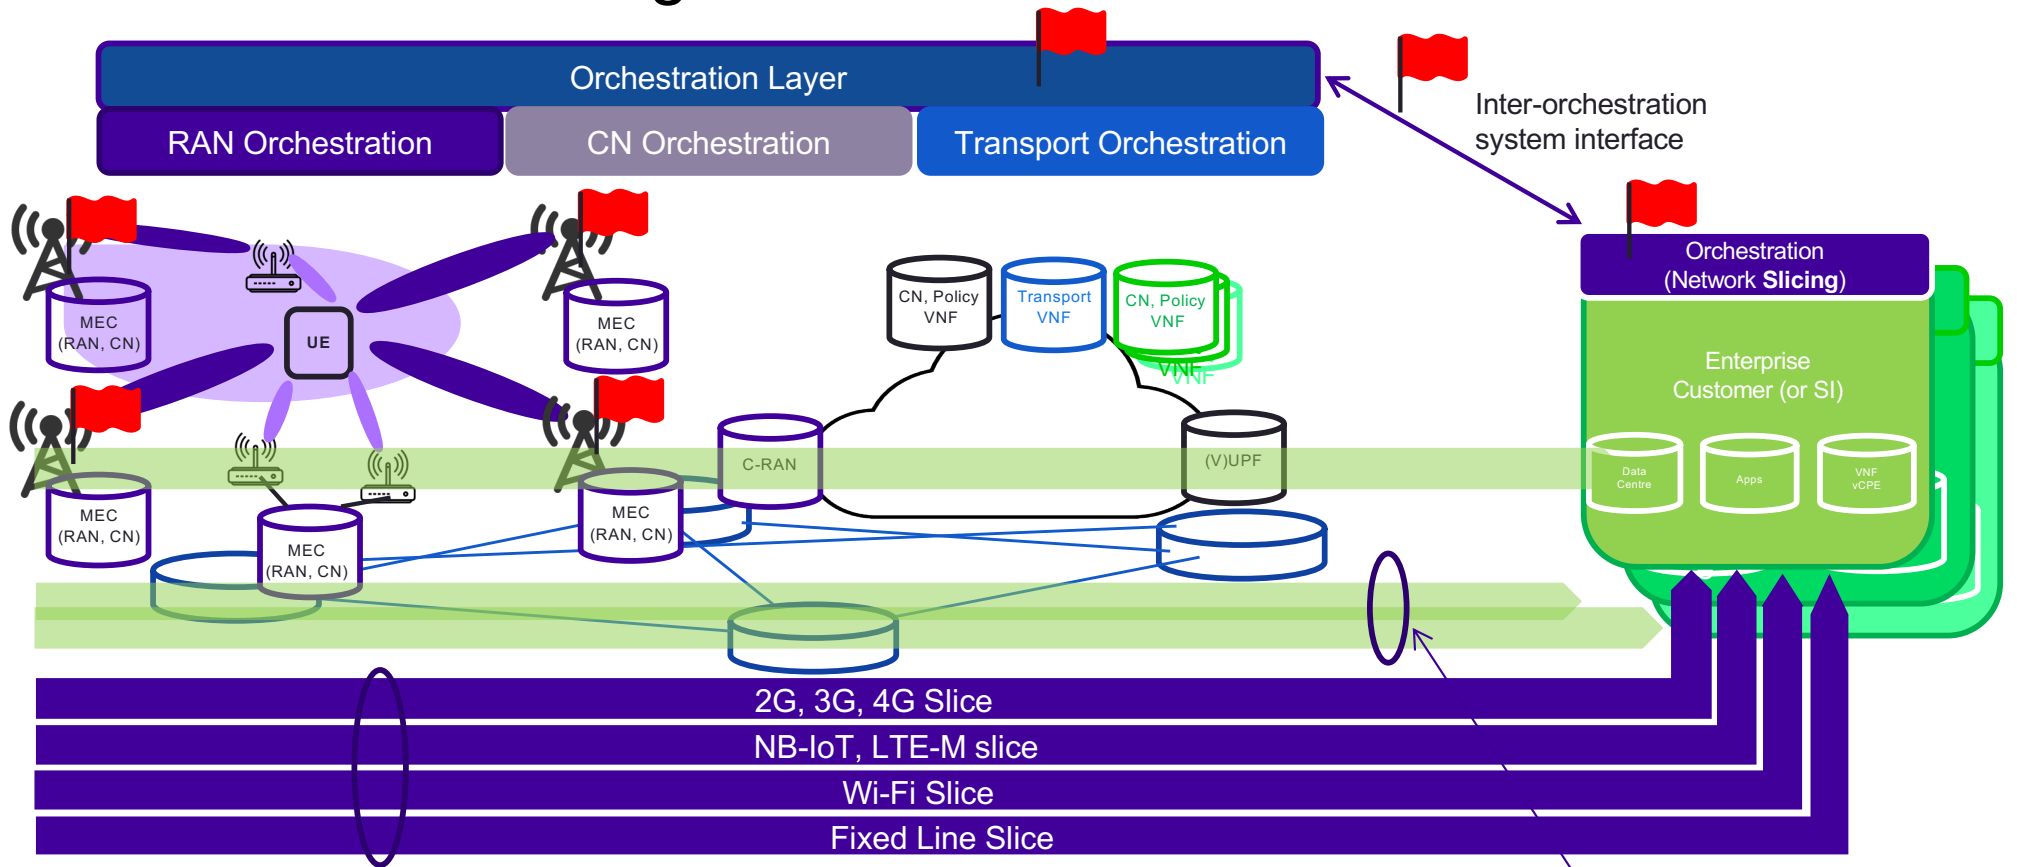 g
Orchestration Layer
RAN Orchestration
CN Orchestration
Transport Orchestration
Inter-orchestration
system interface
Orchestration
(Network Slicing)
MEC
(RAN, CN)
UE
MEC
(RAN, CN)
CN, Policy
VNF
Transport
VNF
CN, Policy
VNF
VNF
VNF
Enterprise
Customer (or SI)
MEC
(RAN, CN)
MEC
(RAN, CN)
MEC
(RAN, CN)
C-RAN
(V)UPF
Data
Centre
Apps
VNF
vCPE
2G, 3G, 4G Slice
NB-IoT, LTE-M slice
Wi-Fi Slice
Fixed Line Slice